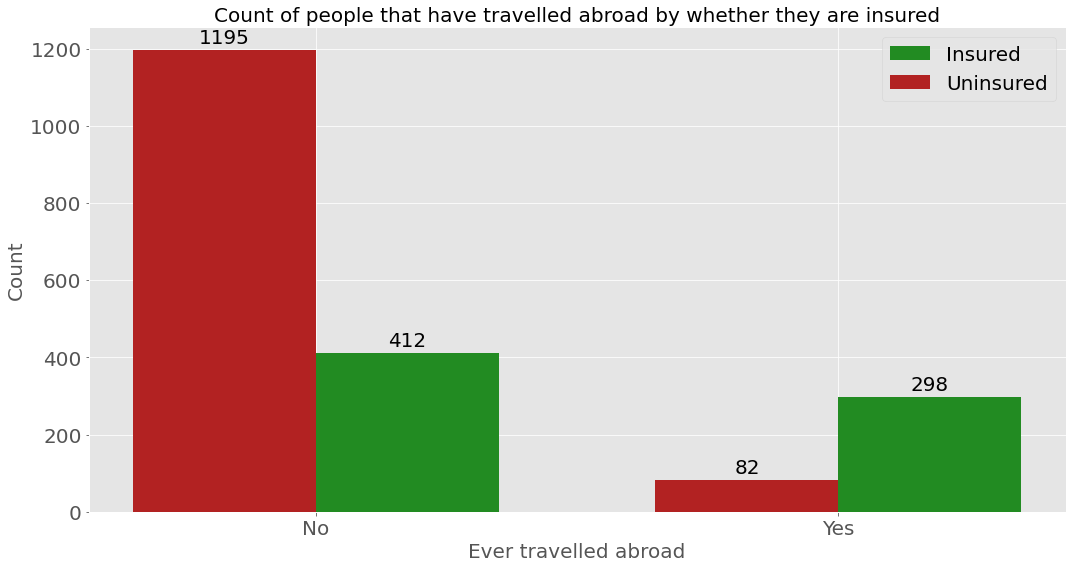 Count of people that have travelled abroad by whether they are insured
1195
Insured
Uninsured
412
298
82
1200
1000
800
600
400
200
0
Count
No
Yes
Ever travelled abroad